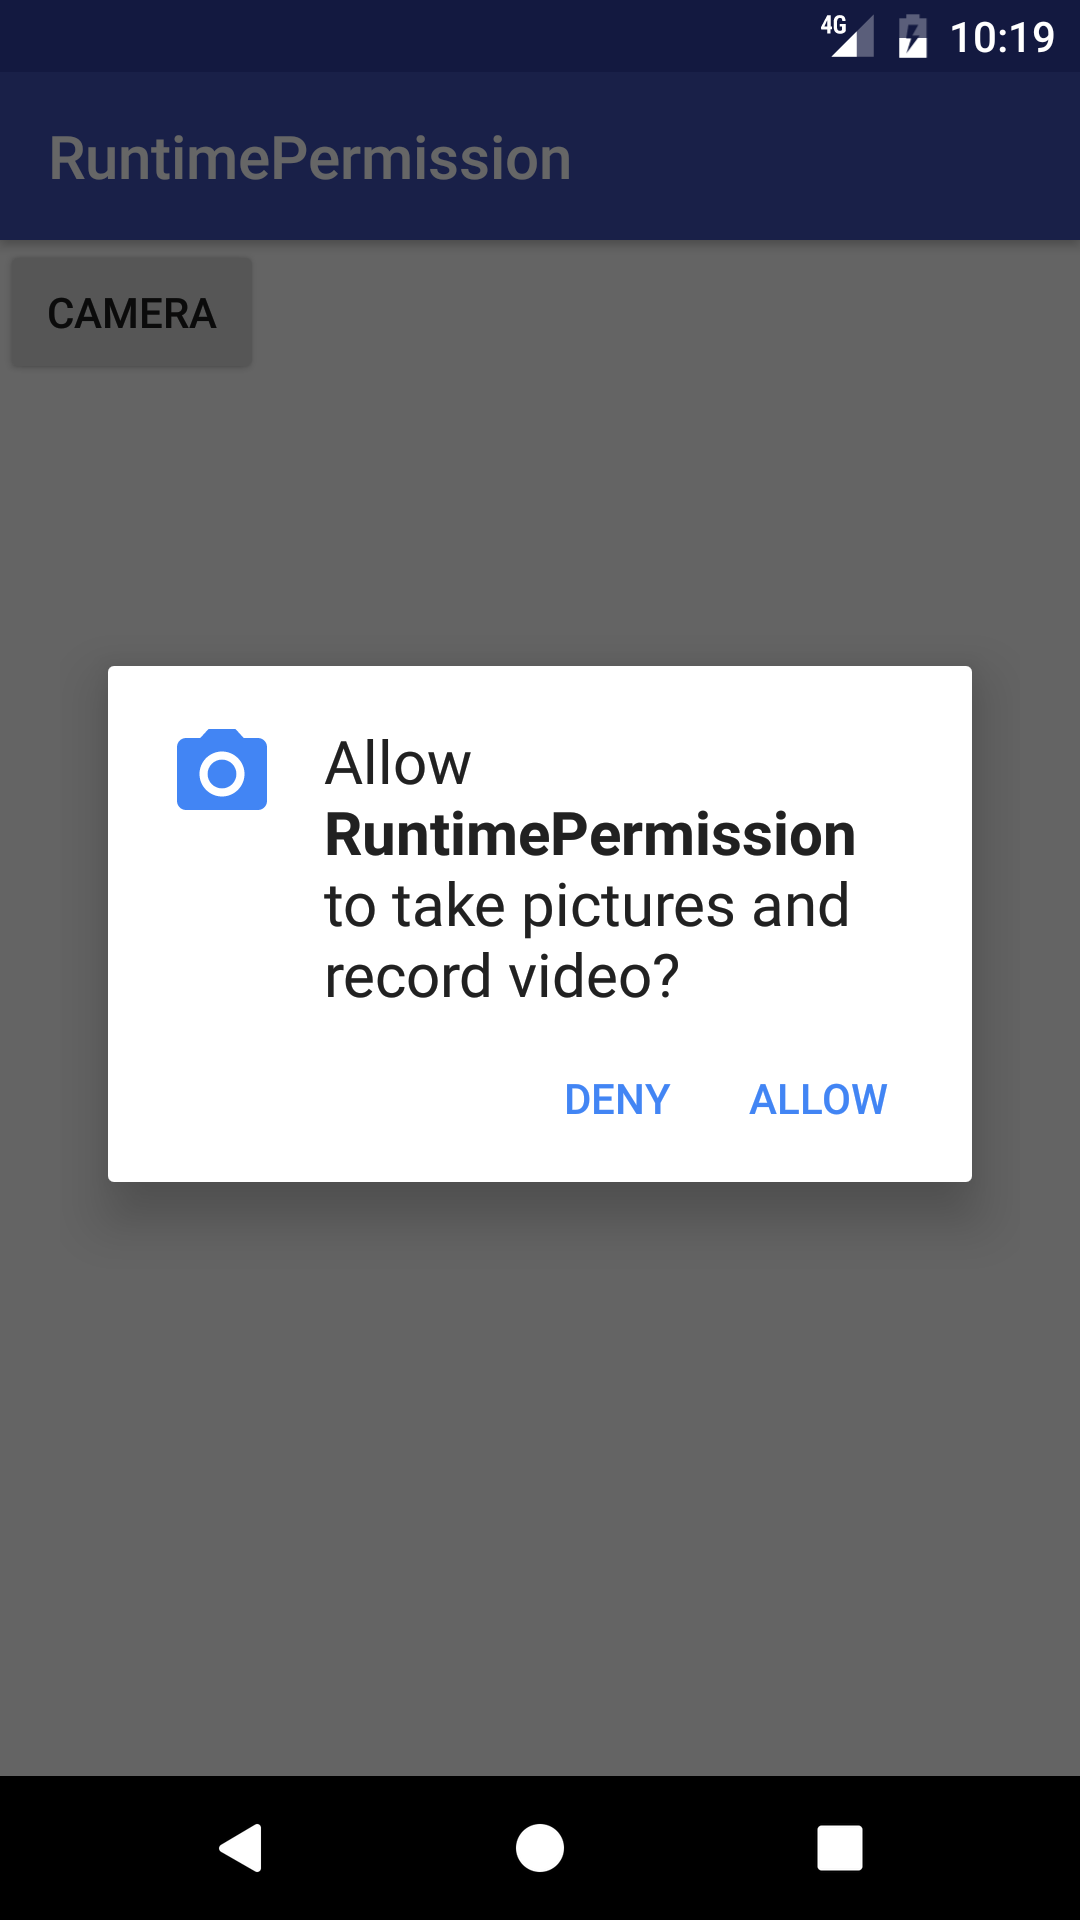 4G 10:19
RuntimePermission
CAMERA
Allow
RuntimePermission
to take pictures and
record video?
DENY ALLOW